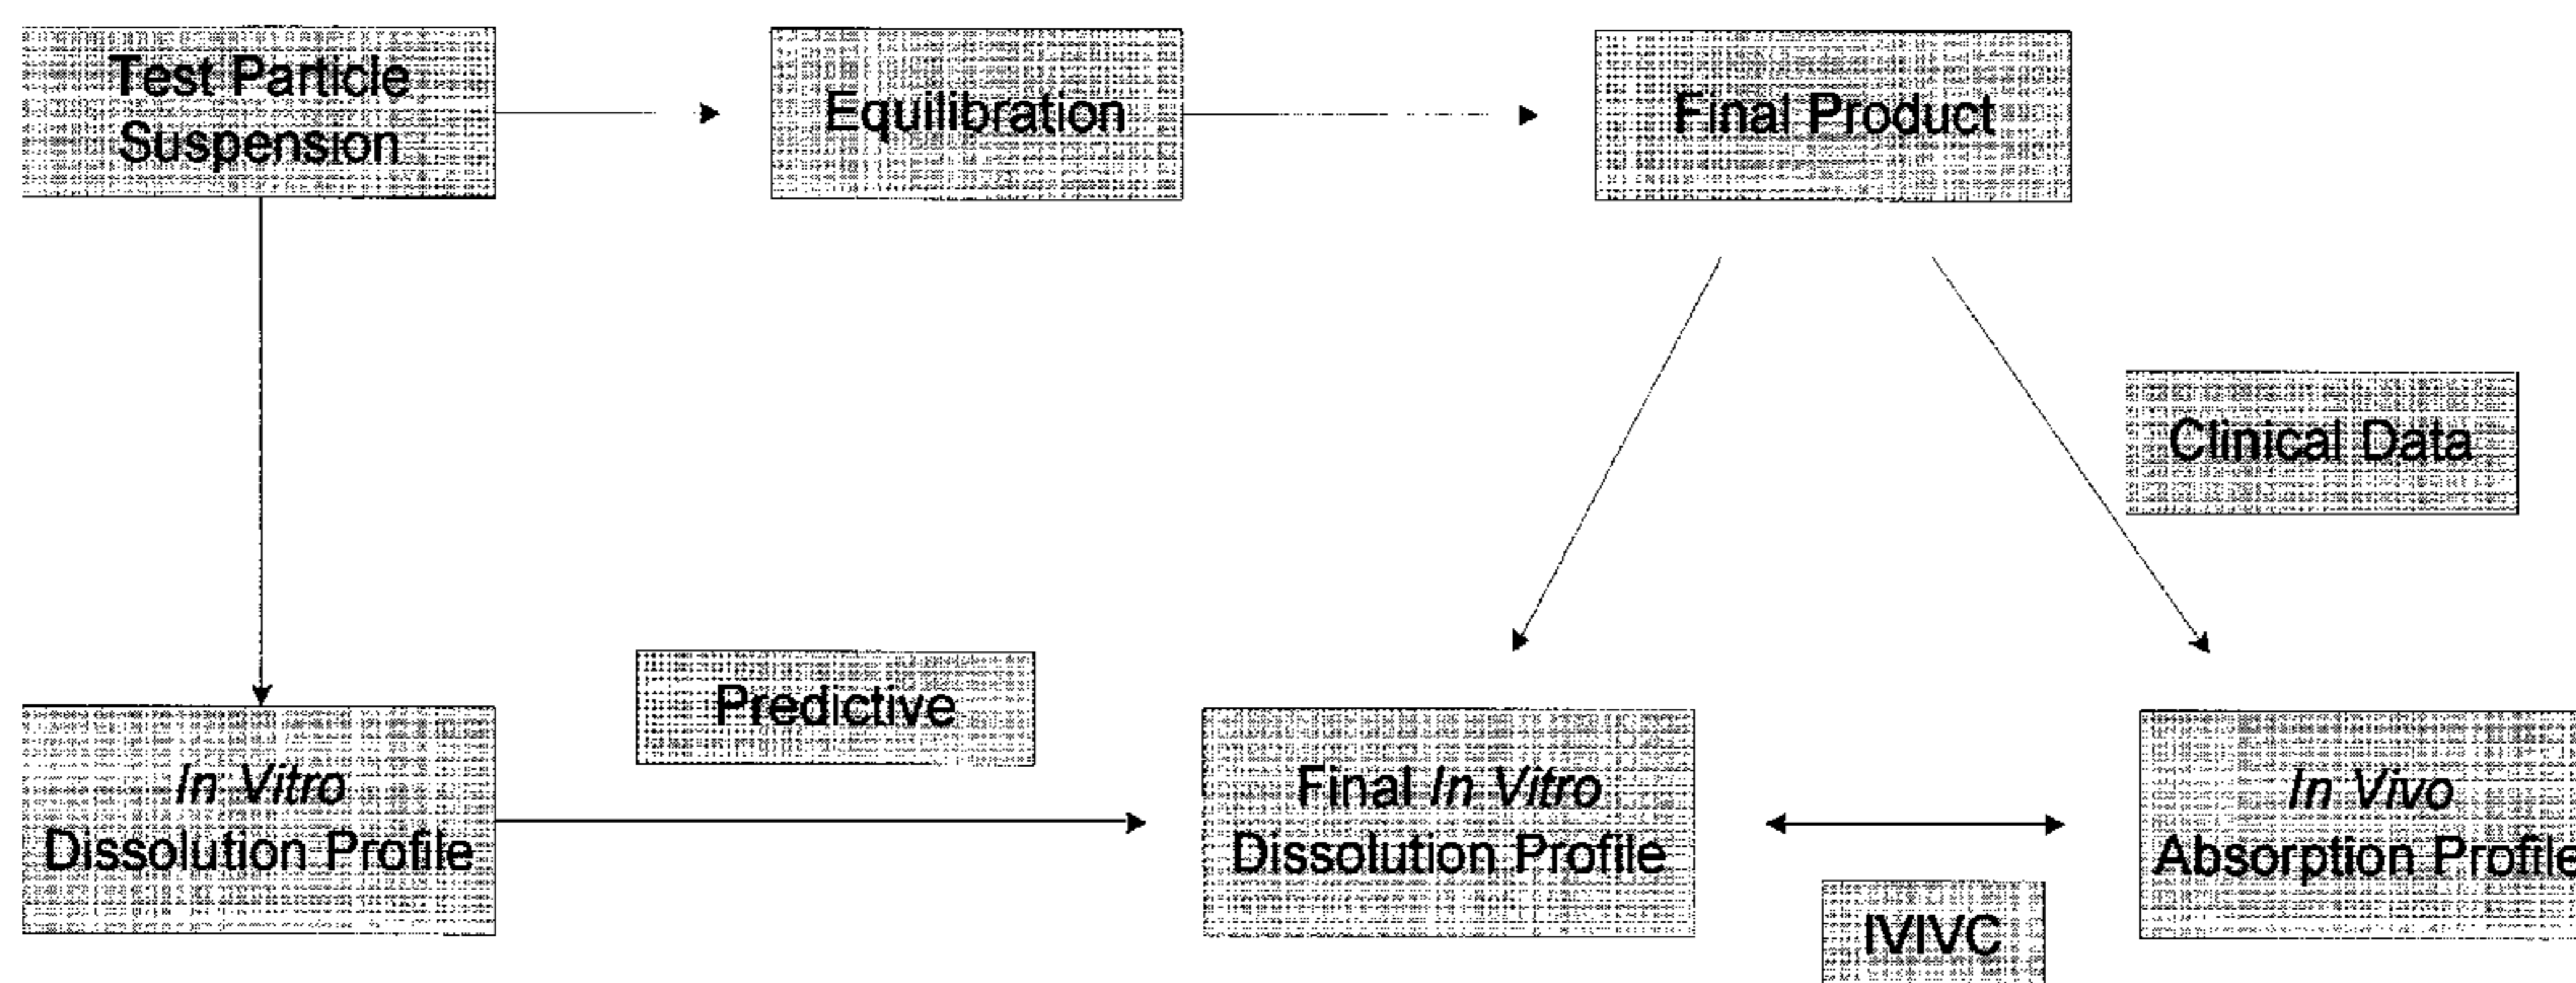 Test Particle
Suspension
Equilibration
Final Product
Clinical Data
Predictive
In Vitro
Dissolution Profile
Final In Vitro
Dissolution Profile
In Vivo
Absorption Profile
IVIVC